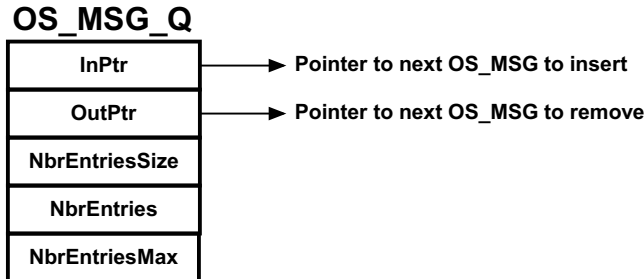 OS_MSG_Q
InPtr Pointer to next OS_MSG to insert
OutPtr Pointer to next OS_MSG to remove
NbrEntriesSize
NbrEntries
NbrEntriesMax